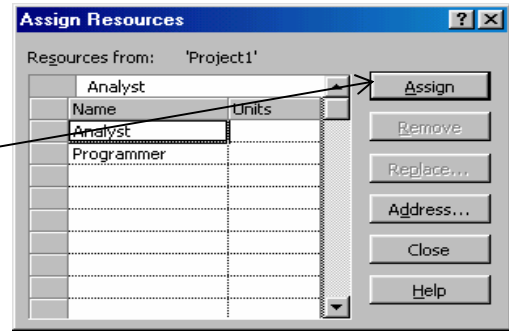 Assign Resources
Resources from: 'Project1'
Analyst
Assign
Name Units
Analyst
Remove
Programmer
Replace...
Address...
Close
Help